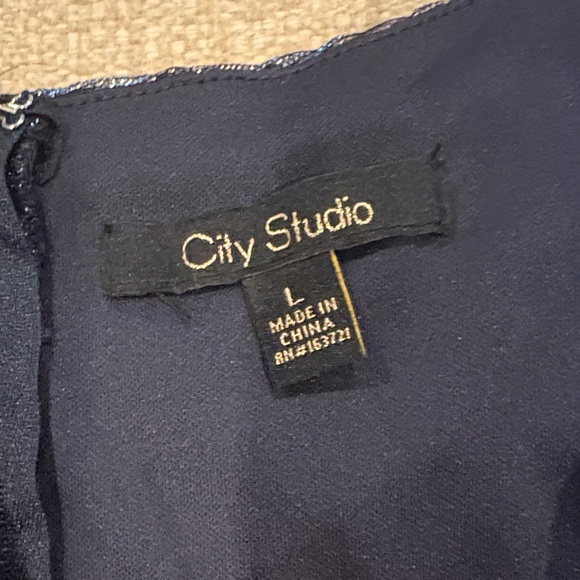 City Studio
L
MADE IN
CHINA
RN#163721